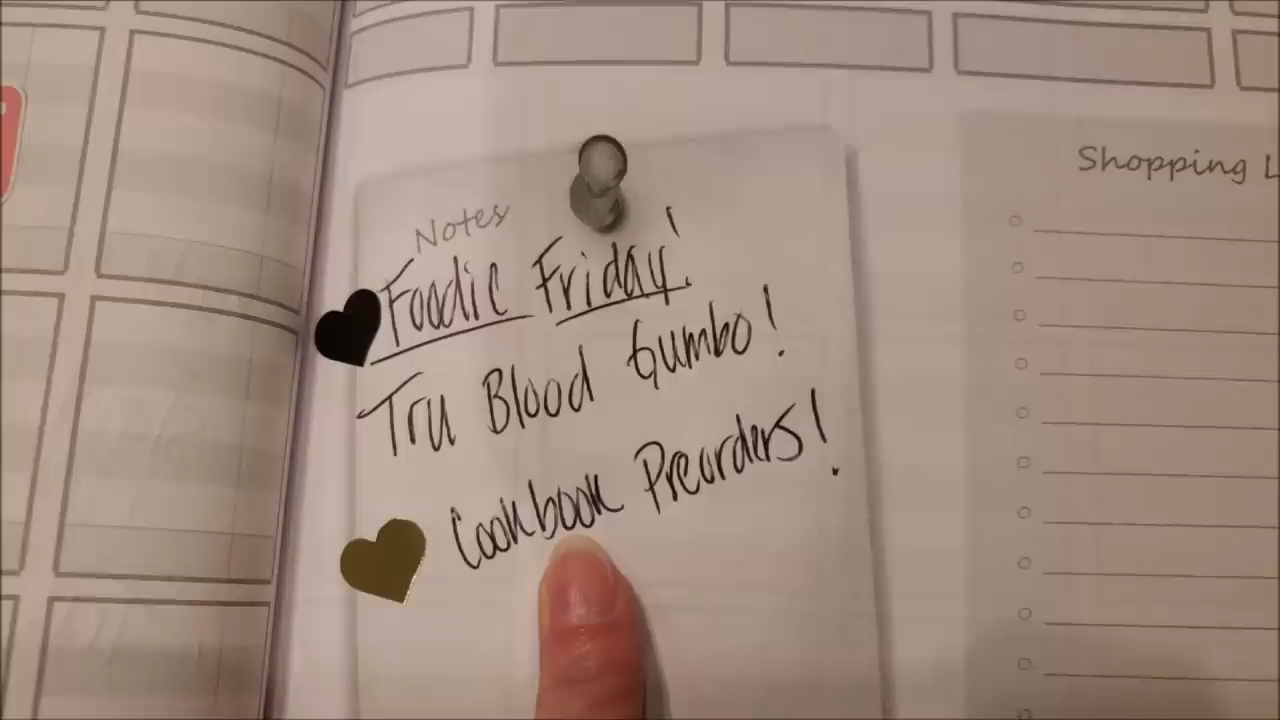 Notes
Foodie Friday!
Tru Blood Gumbo!
Cookbook Preorders!
Shopping L